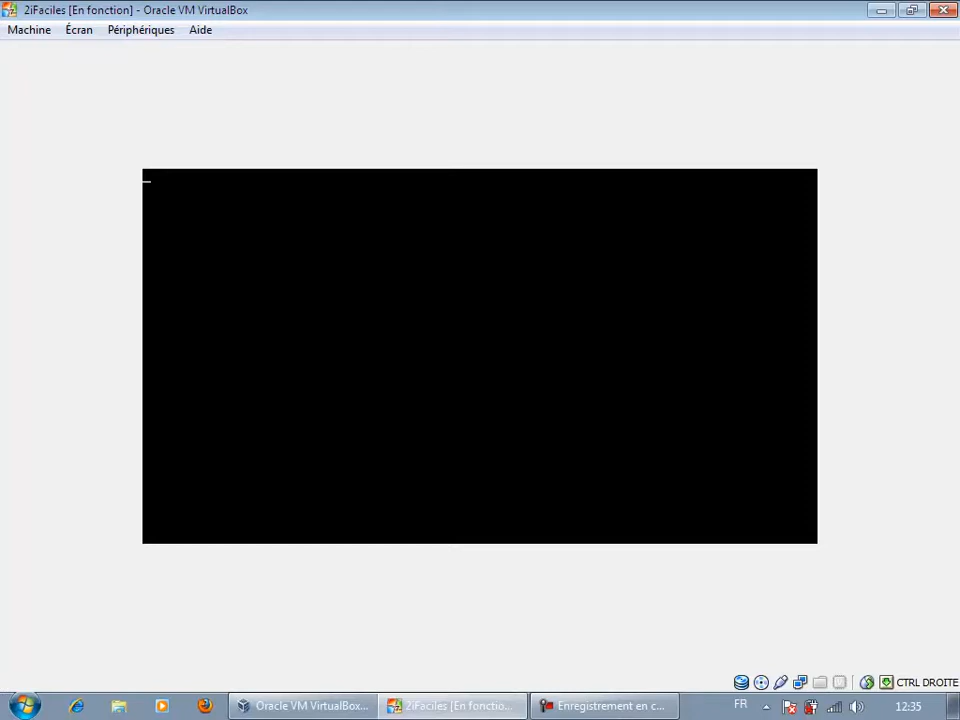 2iFaciles [En fonction] - Oracle VM VirtualBox
Machine Écran Périphériques Aide
CTRL DROITE
Oracle VM VirtualBox...
2iFaciles [En fonctio...
Enregistrement en c...
FR
12:35